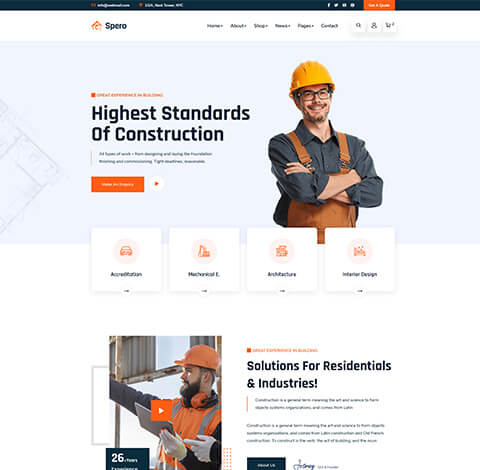 info@webmail.com 10/A, Nest Tower, NYC Get A Quote
Spero Home+ About+ Shop+ News+ Pages+ Contact
GREAT EXPERIENCE IN BUILDING
Highest Standards
Of Construction
24 types of work – from designing and laying the Foundation
finishing and commissioning. Tight deadlines, reasonable.
Make An Enquiry
Accreditation Mechanical E. Architecture Interior Design
GREAT EXPERIENCE IN BUILDING
Solutions For Residentials
& Industries!
Construction is a general term meaning the art and science to form
objects systems organizations, and comes from Latin
Construction is a general term meaning the art and science to form
objects systems organizations, and comes from Latin construction and Old French
construction. To construct is the verb: the art of building, and the noun
26+Years
Experience
About Us
CEO & Founder